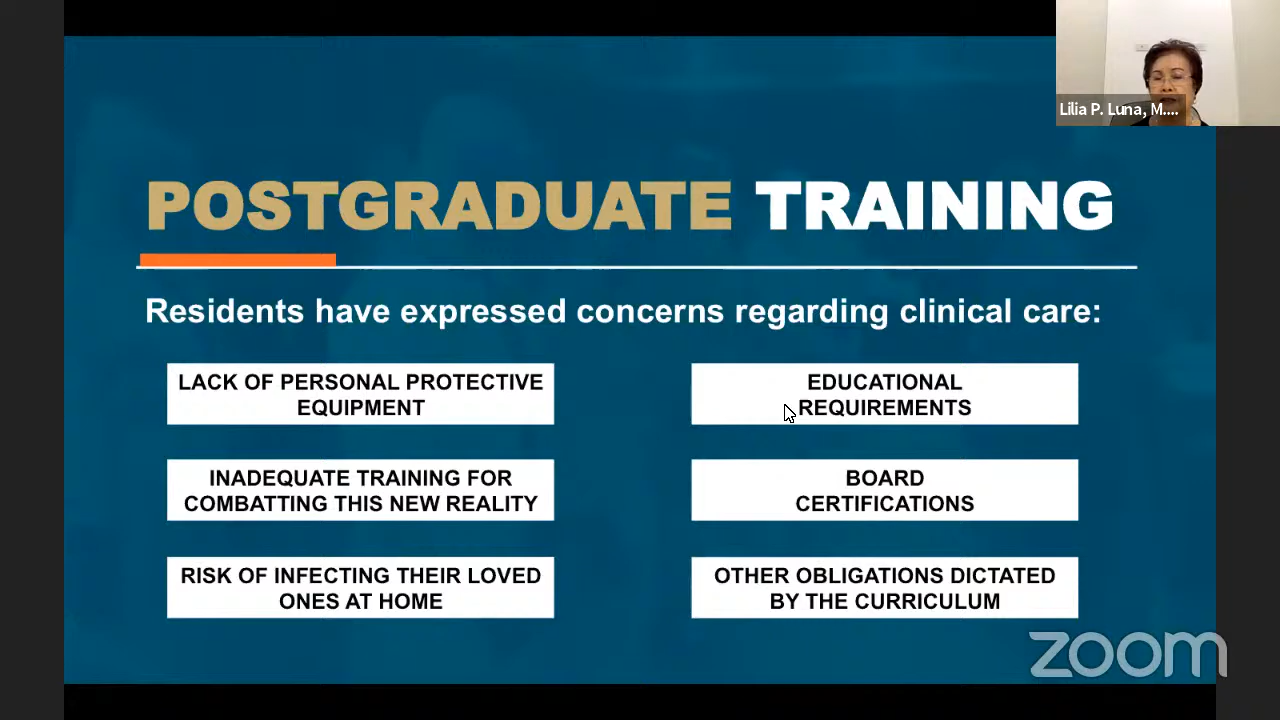 Lilia P. Luna, M....
POSTGRADUATE TRAINING
Residents have expressed concerns regarding clinical care:
LACK OF PERSONAL PROTECTIVE
EQUIPMENT
EDUCATIONAL
REQUIREMENTS
INADEQUATE TRAINING FOR
COMBATTING THIS NEW REALITY
BOARD
CERTIFICATIONS
RISK OF INFECTING THEIR LOVED
ONES AT HOME
OTHER OBLIGATIONS DICTATED
BY THE CURRICULUM
zoom